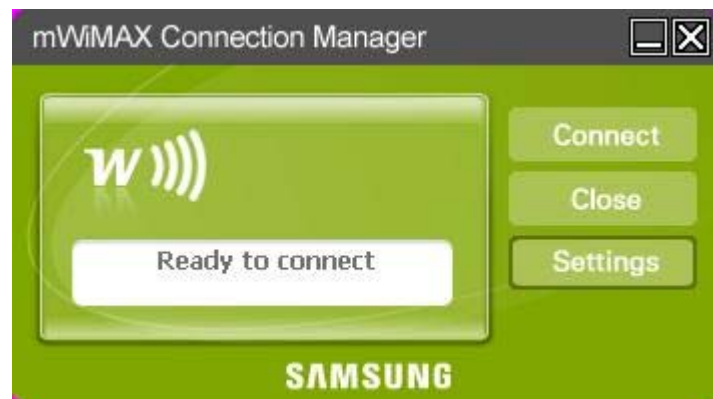 mWiMAX Connection Manager
w
Ready to connect
Connect
Close
Settings
SAMSUNG